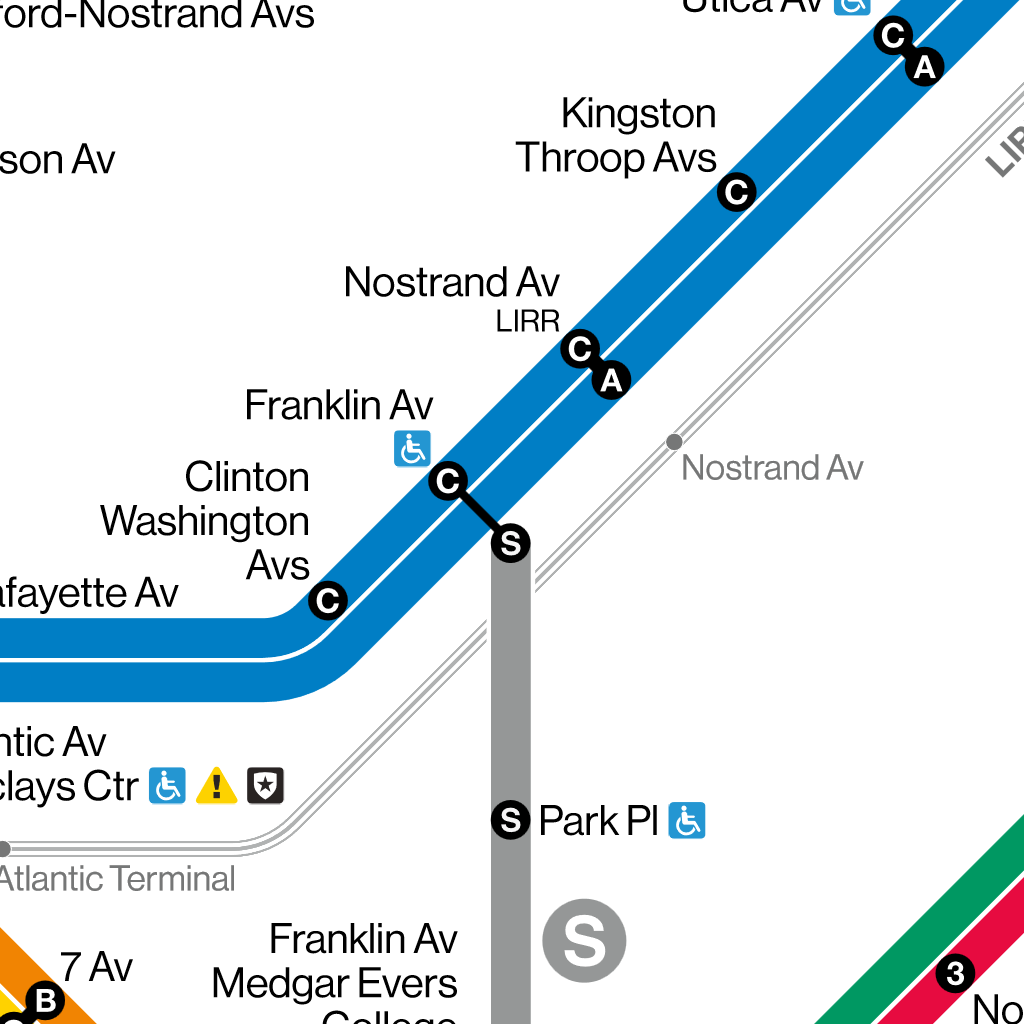 Utica Av
C
A
Kingston
Throop Avs
C
Nostrand Av
LIRR
C
A
Franklin Av
C
S
Clinton
Washington
Avs
C
Nostrand Av
Park Pl
S
S
Atlantic Terminal
7 Av
B
Franklin Av
Medgar Evers
College
3